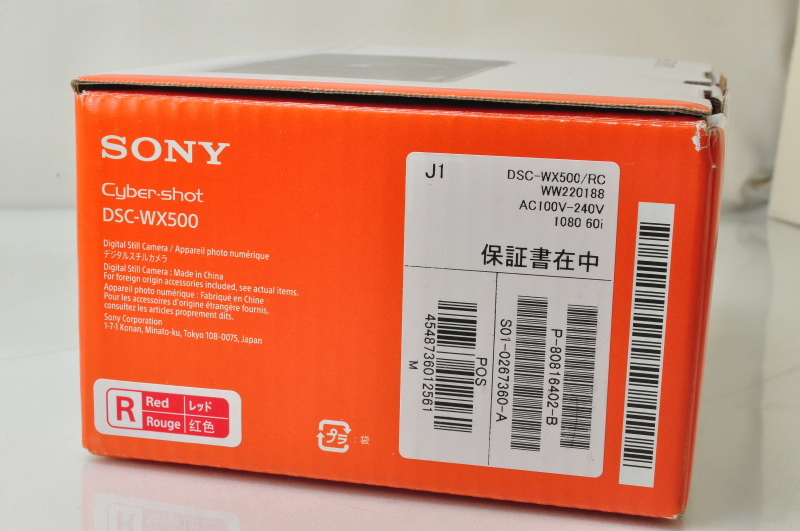 SONY
Cyber-shot
DSC-WX500
Digital Still Camera / Appareil photo numérique
デジタルスチルカメラ
Digital Still Camera : Made in China
For foreign origin accessories included, see actual items.
Appareil photo numérique : Fabriqué en Chine
Pour les accessoires d'origine étrangère fournis,
consultez les articles proprement dits.
Sony Corporation
1-7-1 Konan, Minato-ku, Tokyo 108-0075, Japan
R
Red レッド
Rouge 红色
プラ : 袋
J1
DSC-WX500/RC
WW220188
AC100V-240V
1080 60i
保証書在中
POS
4548736012561
M
P-80816402-B
S01-0267360-A